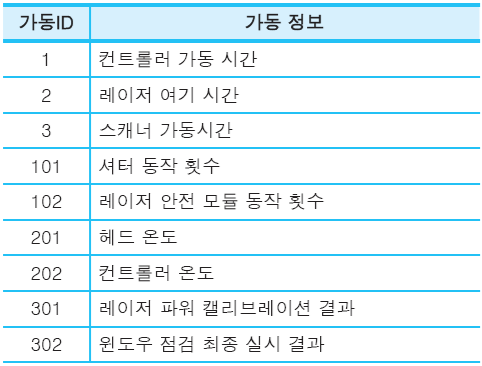 가동ID 가동 정보
1 컨트롤러 가동 시간
2 레이저 여기 시간
3 스캐너 가동시간
101 셔터 동작 횟수
102 레이저 안전 모듈 동작 횟수
201 헤드 온도
202 컨트롤러 온도
301 레이저 파워 캘리브레이션 결과
302 윈도우 점검 최종 실시 결과